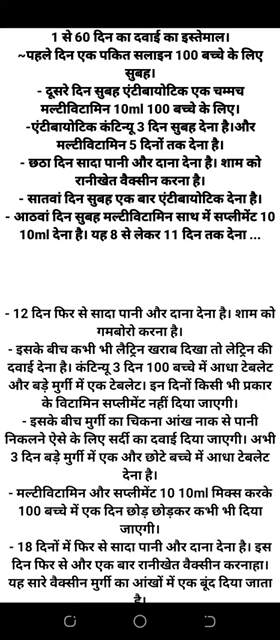 1 से 60 दिन का दवाई का इस्तेमाल।
~पहले दिन एक पकित सलाइन 100 बच्चे के लिए
सुबह।
- दूसरे दिन सुबह एंटीबायोटिक एक चम्मच
मल्टीविटामिन 10ml 100 बच्चे के लिए।
-एंटीबायोटिक कंटिन्यू 3 दिन सुबह देना है।और
मल्टीविटामिन 5 दिनों तक देना है।
- छठा दिन सादा पानी और दाना देना है। शाम को
रानीखेत वैक्सीन करना है।
- सातवां दिन सुबह एक बार एंटीबायोटिक देना है।
- आठवां दिन सुबह मल्टीविटामिन साथ में सप्लीमेंट 10
10ml देना है। यह 8 से लेकर 11 दिन तक देना ...
- 12 दिन फिर से सादा पानी और दाना देना है। शाम को
गमबोरो करना है।
- इसके बीच कभी भी लैट्रिन खराब दिखा तो लेट्रिन की
दवाई देना है। कंटिन्यू 3 दिन 100 बच्चे में आधा टेबलेट
और बड़े मुर्गी में एक टेबलेट। इन दिनों किसी भी प्रकार
के विटामिन सप्लीमेंट नहीं दिया जाएगी।
- इसके बीच मुर्गी का चिकना आंख नाक से पानी
निकलने ऐसे के लिए सर्दी का दवाई दिया जाएगी। अभी
3 दिन बड़े मुर्गी में एक और छोटे बच्चे में आधा टेबलेट
देना है।
- मल्टीविटामिन और सप्लीमेंट 10 10ml मिक्स करके
100 बच्चे में एक दिन छोड़ छोड़कर कभी भी दिया
जाएगी।
- 18 दिनों में फिर से सादा पानी और दाना देना है। इस
दिन फिर से और एक बार रानीखेत वैक्सीन करनाहा।
यह सारे वैक्सीन मुर्गी का आंखों में एक बूंद दिया जाता
है।